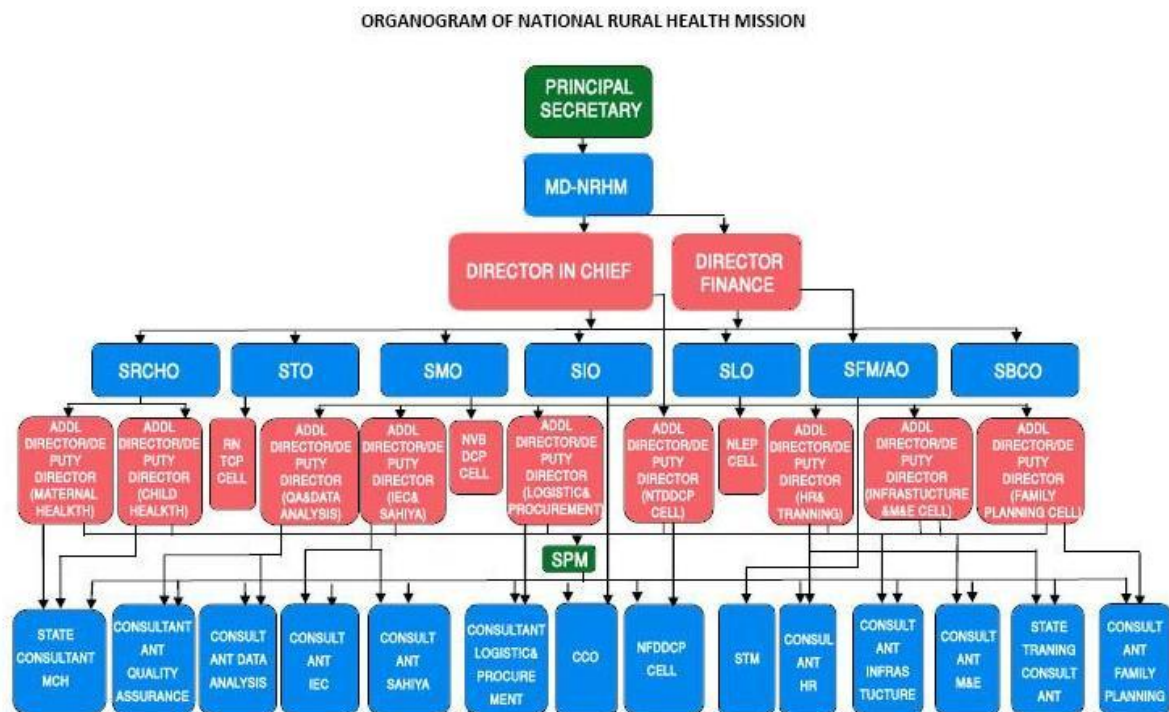 ORGANOGRAM OF NATIONAL RURAL HEALTH MISSION
PRINCIPAL
SECRETARY
MD-NRHM
DIRECTOR IN CHIEF
DIRECTOR
FINANCE
SRCHO
STO
SMO
SIO
SLO
SFM/AO
SBCO
ADDL
DIRECTOR/DE
PUTY
DIRECTOR
(MATERNAL
HEALKTH)
ADDL
DIRECTOR/DE
PUTY
DIRECTOR
(CHILD
HEALKTH)
RN
TCP
CELL
ADDL
DIRECTOR/DE
PUTY
DIRECTOR
(QA&DATA
ANALYSIS)
ADDL
DIRECTOR/DE
PUTY
DIRECTOR
(IEC&
SAHIYA)
NVB
DCP
CELL
ADDL
DIRECTOR/DE
PUTY
DIRECTOR
(LOGISTIC&
PROCUREMENT)
ADDL
DIRECTOR/DE
PUTY
DIRECTOR
(NTDDCP
CELL)
NLEP
CELL
ADDL
DIRECTOR/DE
PUTY
DIRECTOR
(HR&
TRANNING)
ADDL
DIRECTOR/DE
PUTY
DIRECTOR
(INFRASTUCTURE
&M&E CELL)
ADDL
DIRECTOR/DE
PUTY
DIRECTOR
(FAMILY
PLANNING CELL)
SPM
STATE
CONSULTANT
MCH
CONSULTANT
ANT
QUALITY
ASSURANCE
CONSULT
ANT DATA
ANALYSIS
CONSULT
ANT
IEC
CONSULT
ANT
SAHIYA
CONSULTANT
LOGISTIC&
PROCURE
MENT
CCO
NFDDCP
CELL
STM
CONSUL
ANT
HR
CONSULT
ANT
INFRAS
TUCTURE
CONSULT
ANT
M&E
STATE
TRANING
CONSULT
ANT
CONSULT
ANT
FAMILY
PLANNING